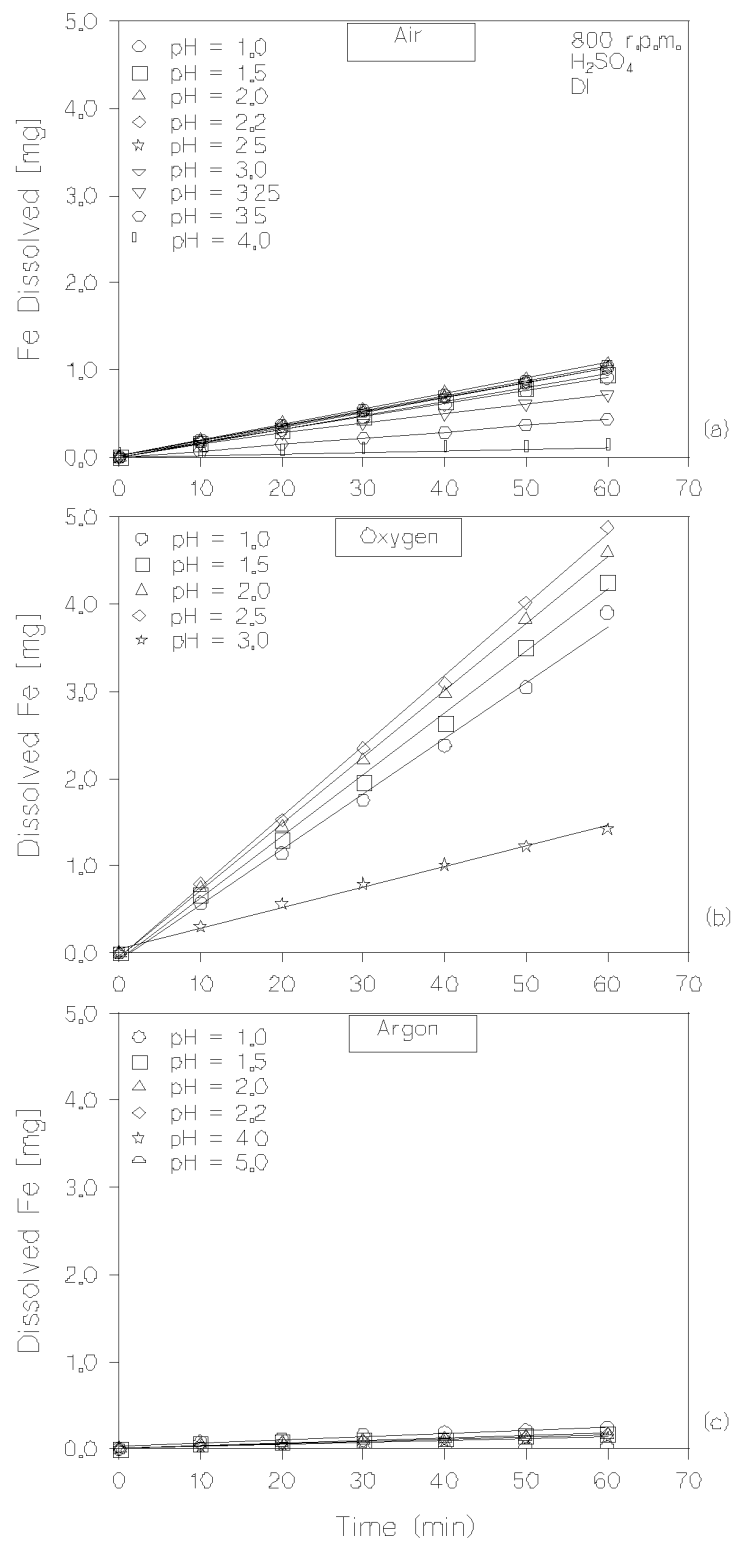 5.0
Air
800 r.p.m.
H₂SO₄
DI
pH = 1.0
pH = 1.5
pH = 2.0
pH = 2.2
pH = 2.5
pH = 3.0
pH = 3.25
pH = 3.5
pH = 4.0
4.0
3.0
2.0
1.0
0.0
Fe Dissolved [mg]
(a)
0 10 20 30 40 50 60 70
5.0
Oxygen
pH = 1.0
pH = 1.5
pH = 2.0
pH = 2.5
pH = 3.0
4.0
3.0
2.0
1.0
0.0
Dissolved Fe [mg]
(b)
0 10 20 30 40 50 60 70
5.0
Argon
pH = 1.0
pH = 1.5
pH = 2.0
pH = 2.2
pH = 4.0
pH = 5.0
4.0
3.0
2.0
1.0
0.0
Dissolved Fe [mg]
(c)
0 10 20 30 40 50 60 70
Time (min)